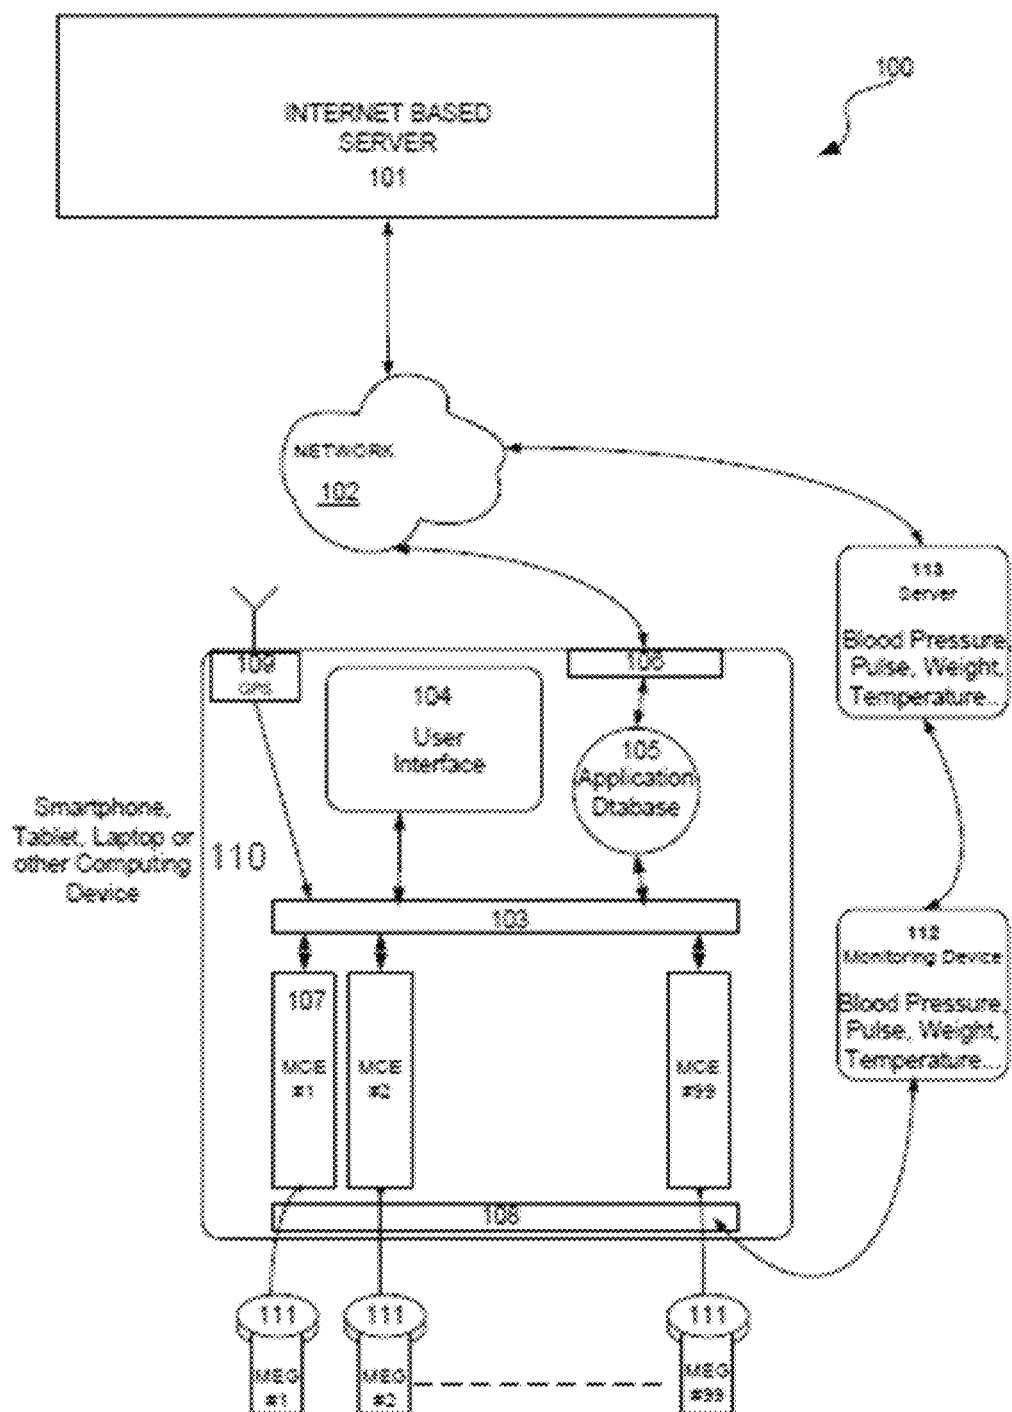 INTERNET BASED
SERVER
101
100
NETWORK
102
113
Server
Blood Pressure
Pulse, Weight,
Temperature...
109
GPS
104
User
Interface
106
105
Application
Dtabase
Smartphone,
Tablet, Laptop or
other Computing
Device
110
103
112
Monitoring Device
Blood Pressure,
Pulse, Weight,
Temperature...
107
MCE
#1
MCE
#2
MCE
#99
108
111
MEG
#1
111
MEG
#2
111
MEG
#99